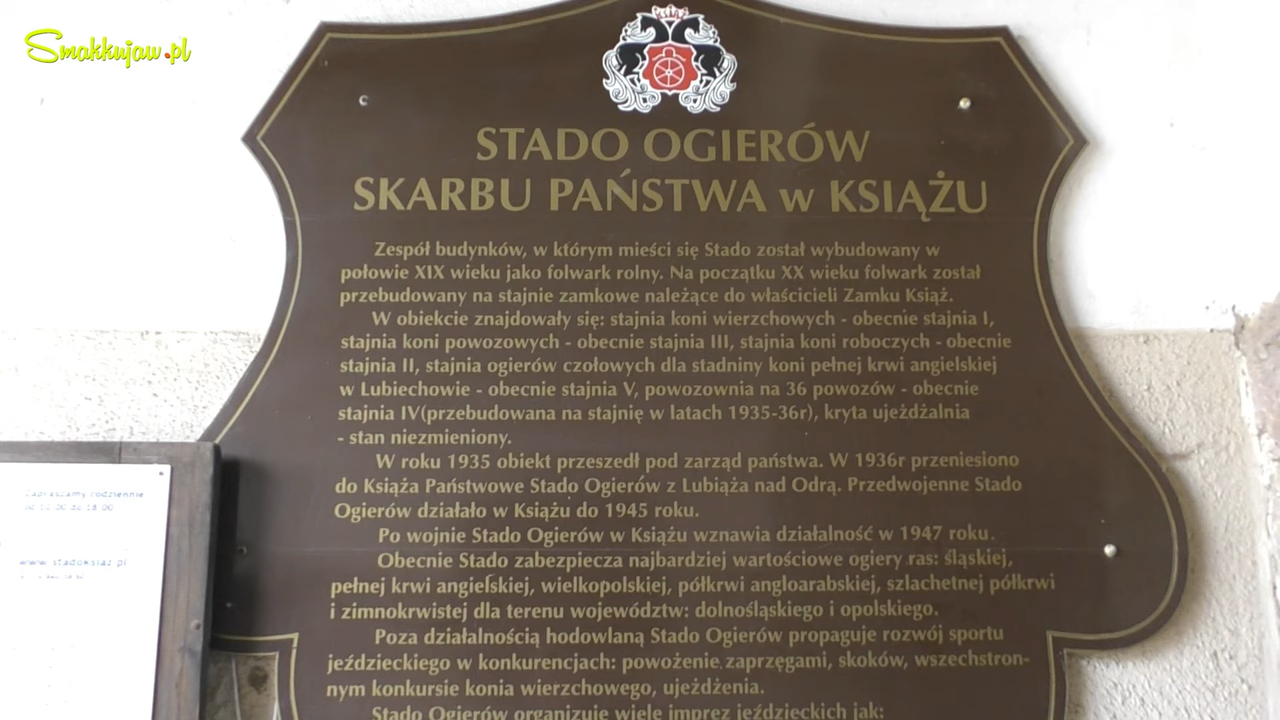 Smakkujaw.pl
STADO OGIERÓW
SKARBU PAŃSTWA w KSIĄŻU
Zespół budynków, w którym mieści się Stado został wybudowany w
połowie XIX wieku jako folwark rolny. Na początku XX wieku folwark został
przebudowany na stajnie zamkowe należące do właścicieli Zamku Książ.
W obiekcie znajdowały się: stajnia koni wierzchowych - obecnie stajnia I,
stajnia koni powozowych - obecnie stajnia III, stajnia koni roboczych - obecnie
stajnia II, stajnia ogierów czołowych dla stadniny koni pełnej krwi angielskiej
w Lubiechowie - obecnie stajnia V, powozownia na 36 powozów - obecnie
stajnia IV(przebudowana na stajnię w latach 1935-36r), kryta ujeżdżalnia
- stan niezmieniony.
W roku 1935 obiekt przeszedł pod zarząd państwa. W 1936r przeniesiono
do Książa Państwowe Stado Ogierów z Lubiąża nad Odrą. Przedwojenne Stado
Ogierów działało w Książu do 1945 roku.
Po wojnie Stado Ogierów w Książu wznawia działalność w 1947 roku.
Obecnie Stado zabezpiecza najbardziej wartościowe ogiery ras: śląskiej,
pełnej krwi angielskiej, wielkopolskiej, półkrwi angloarabskiej, szlachetnej półkrwi
i zimnokrwistej dla terenu województw: dolnośląskiego i opolskiego.
Poza działalnością hodowlaną Stado Ogierów propaguje rozwój sportu
jeździeckiego w konkurencjach: powożenie zaprzęgami, skoków, wszechstron-
nym konkursie konia wierzchowego, ujeżdżenia.
Stado Ogierów organizuje wiele imprez jeździeckich jak:
Zapraszamy codziennie
www.stadoksiaz.pl